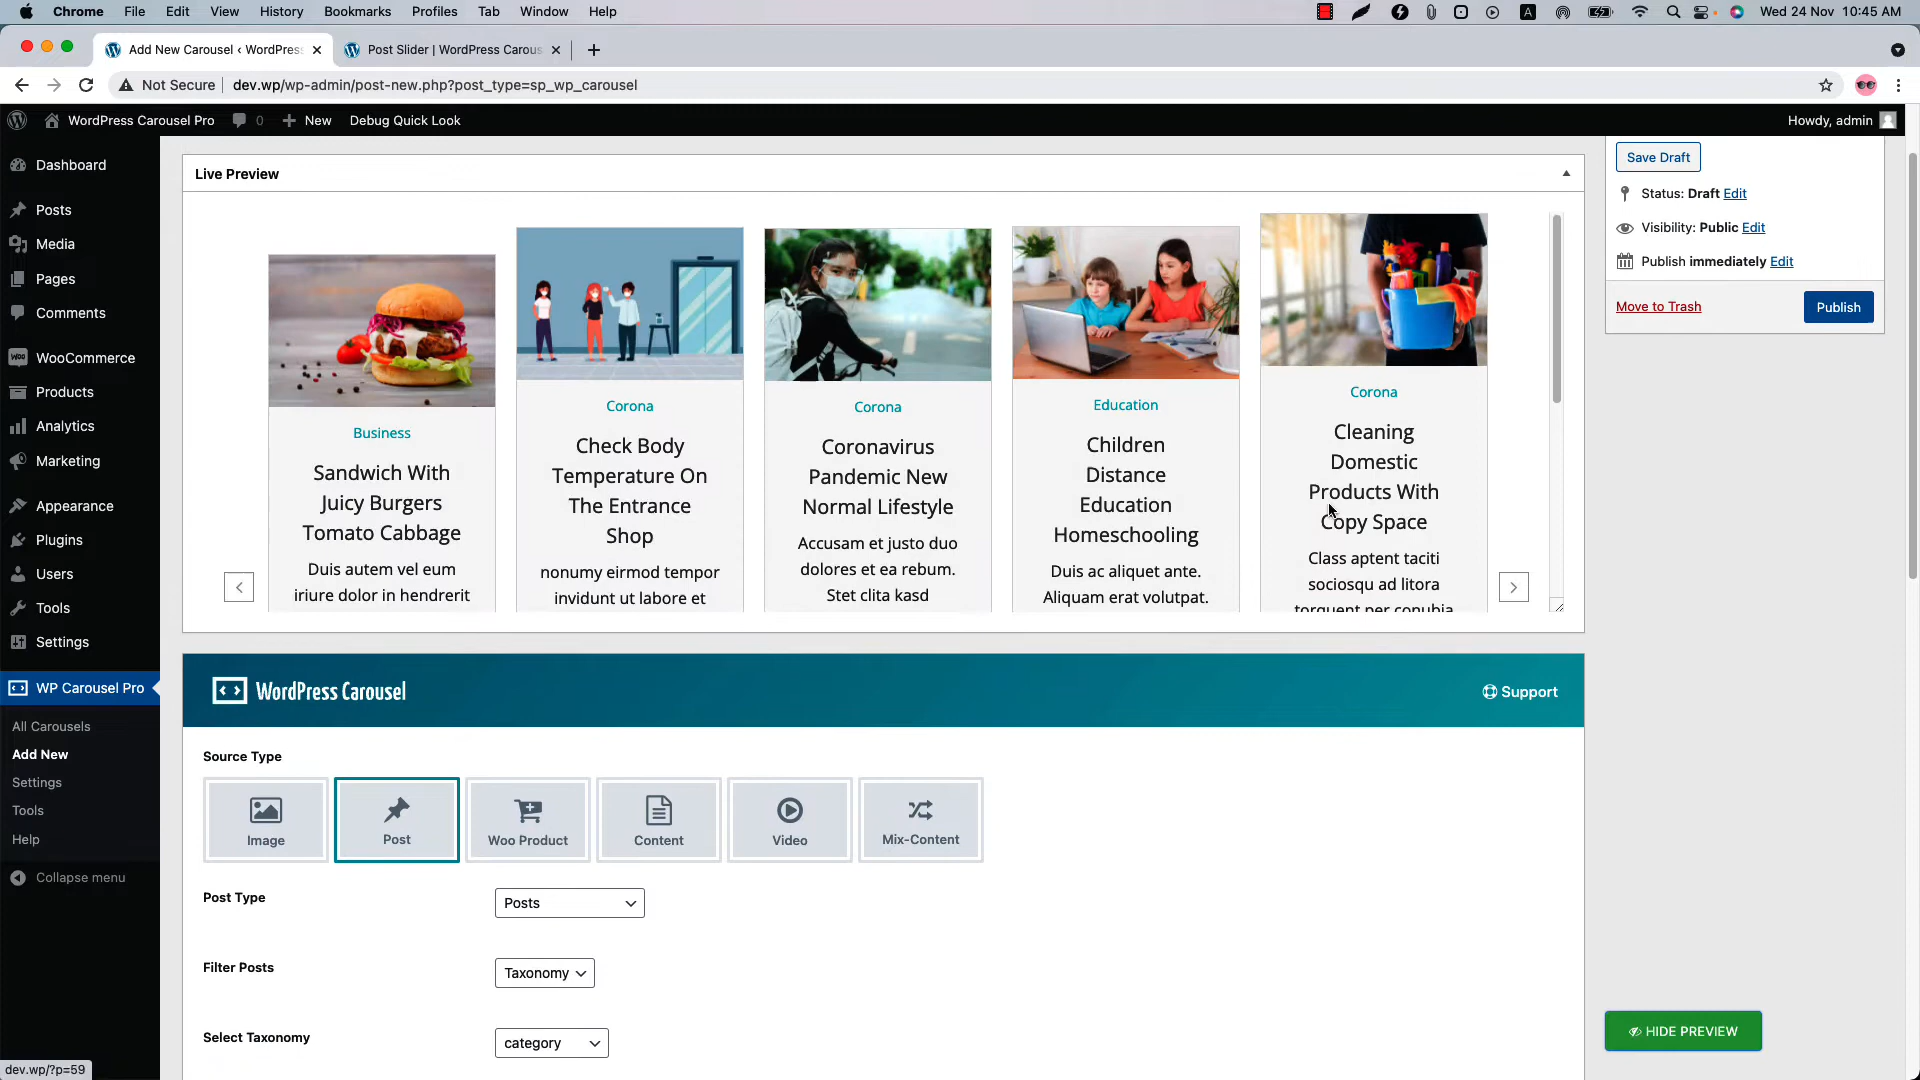 Chrome File Edit View History Bookmarks Profiles Tab Window Help
A Wed 24 Nov 10:45 AM
Add New Carousel ‹ WordPress
Post Slider | WordPress Carous
Not Secure dev.wp/wp-admin/post-new.php?post_type=sp_wp_carousel
WordPress Carousel Pro 0 New Debug Quick Look
Howdy, admin
Dashboard
Posts
Media
Pages
Comments
WooCommerce
Products
Analytics
Marketing
Appearance
Plugins
Users
Tools
Settings
WP Carousel Pro
All Carousels
Add New
Settings
Tools
Help
Collapse menu
dev.wp/?p=59
Live Preview
Business
Sandwich With
Juicy Burgers
Tomato Cabbage
Duis autem vel eum
iriure dolor in hendrerit
Corona
Check Body
Temperature On
The Entrance
Shop
nonumy eirmod tempor
invidunt ut labore et
Corona
Coronavirus
Pandemic New
Normal Lifestyle
Accusam et justo duo
dolores et ea rebum.
Stet clita kasd
Education
Children
Distance
Education
Homeschooling
Duis ac aliquet ante.
Aliquam erat volutpat.
Corona
Cleaning
Domestic
Products With
Copy Space
Class aptent taciti
sociosqu ad litora
torquent per conubia
WordPress Carousel
Support
Source Type
Image
Post
Woo Product
Content
Video
Mix-Content
Post Type Posts
Filter Posts Taxonomy
Select Taxonomy category
Save Draft
Status: Draft Edit
Visibility: Public Edit
Publish immediately Edit
Move to Trash
Publish
HIDE PREVIEW